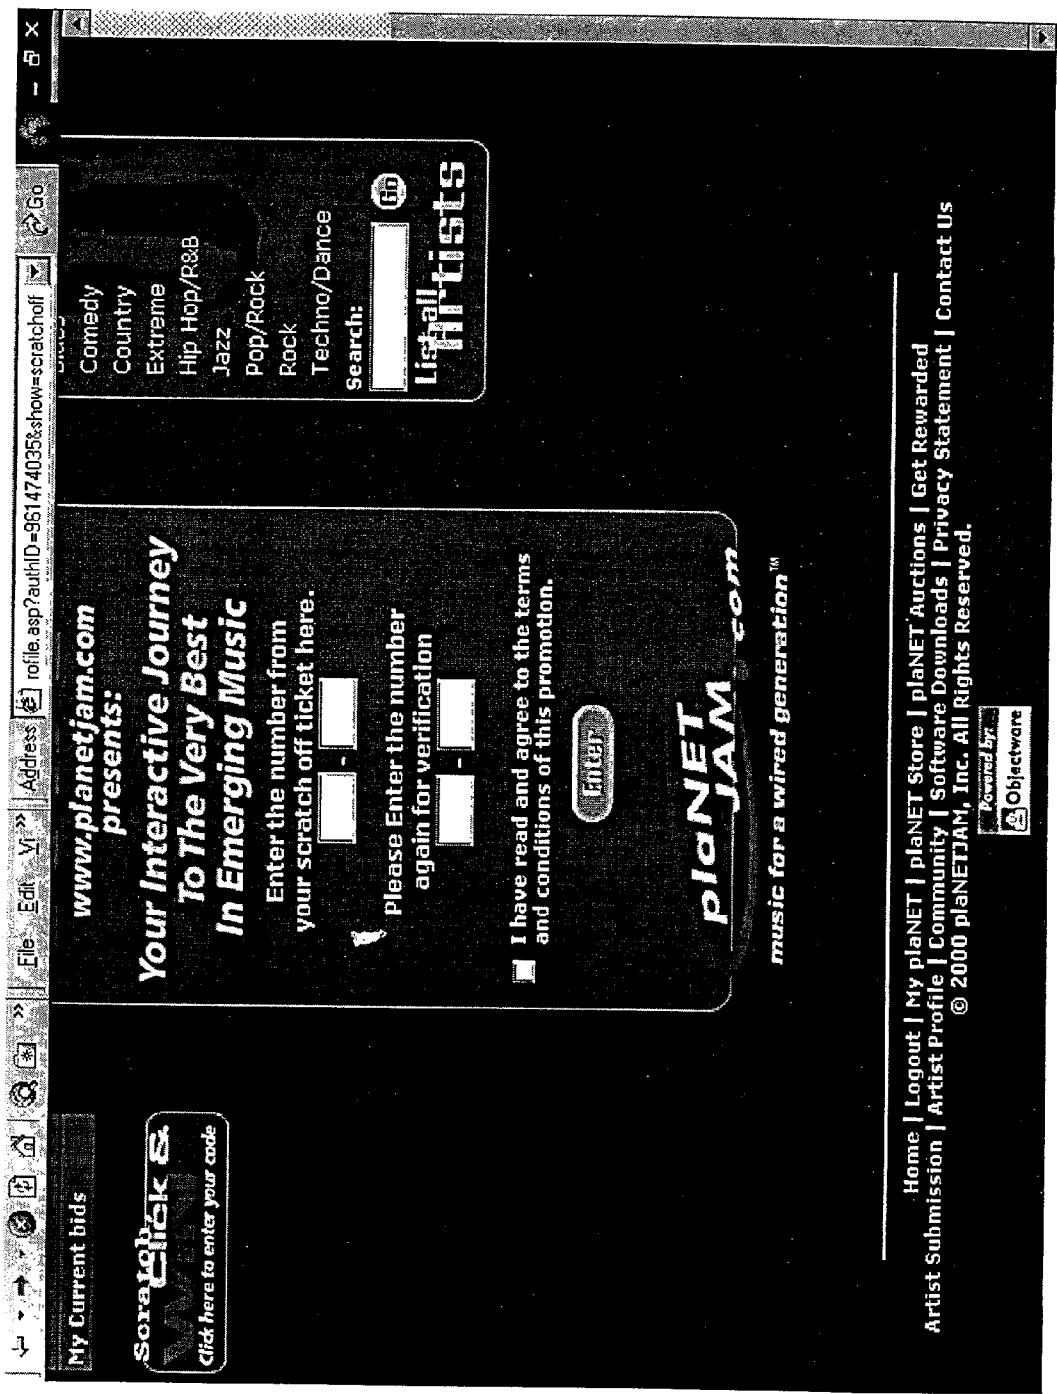 File Edit Vi » Address rofile.asp?authID=961474035&show=scratchoff Go
My Current bids
Scratch
Click &
Click here to enter your code
www.planetjam.com
presents:
Your Interactive Journey
To The Very Best
In Emerging Music
Enter the number from
your scratch off ticket here.
-
Please Enter the number
again for verification
-
I have read and agree to the terms
and conditions of this promotion.
Enter
plaNET
JAM.com
music for a wired generation™
Comedy
Country
Extreme
Hip Hop/R&B
Jazz
Pop/Rock
Rock
Techno/Dance
Search:
Go
List all
Artists
Home | Logout | My plaNET | plaNET Store | plaNET Auctions | Get Rewarded
Artist Submission | Artist Profile | Community | Software Downloads | Privacy Statement | Contact Us
© 2000 plaNETJAM, Inc. All Rights Reserved.
Powered by:
Objectware